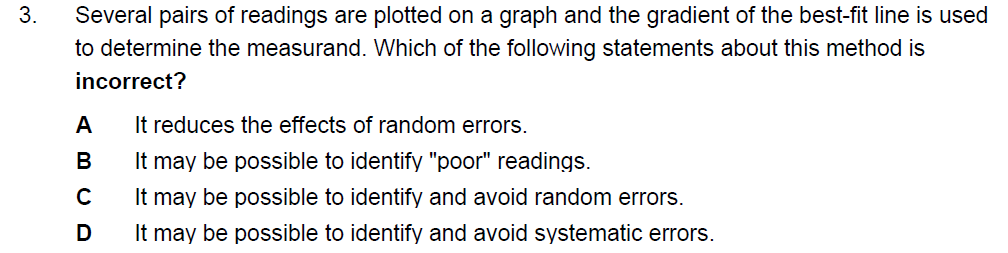 3. Several pairs of readings are plotted on a graph and the gradient of the best-fit line is used
to determine the measurand. Which of the following statements about this method is
incorrect?
A It reduces the effects of random errors.
B It may be possible to identify "poor" readings.
C It may be possible to identify and avoid random errors.
D It may be possible to identify and avoid systematic errors.